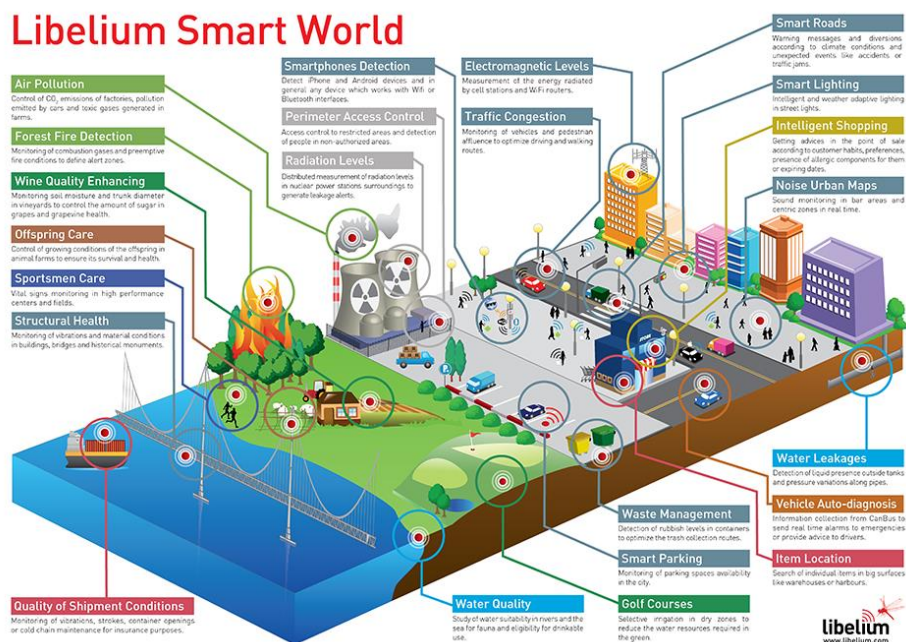 Libelium Smart World
Air Pollution
Control of CO₂ emissions of factories, pollution
emitted by cars and toxic gases generated in
farms.
Forest Fire Detection
Monitoring of combustion gases and preemptive
fire conditions to define alert zones.
Wine Quality Enhancing
Monitoring soil moisture and trunk diameter
in vineyards to control the amount of sugar in
grapes and grapevine health.
Offspring Care
Control of growing conditions of the offspring in
animal farms to ensure its survival and health.
Sportsmen Care
Vital signs monitoring in high performance
centers and fields.
Structural Health
Monitoring of vibrations and material conditions
in buildings, bridges and historical monuments.
Quality of Shipment Conditions
Monitoring of vibrations, strokes, container openings
or cold chain maintenance for insurance purposes.
Smartphones Detection
Detect iPhone and Android devices and in
general any device which works with Wifi or
Bluetooth interfaces.
Perimeter Access Control
Access control to restricted areas and detection
of people in non-authorized areas.
Radiation Levels
Distributed measurement of radiation levels
in nuclear power stations surroundings to
generate leakage alerts.
Electromagnetic Levels
Measurement of the energy radiated
by cell stations and WiFi routers.
Traffic Congestion
Monitoring of vehicles and pedestrian
affluence to optimize driving and walking
routes.
Smart Roads
Warning messages and diversions
according to climate conditions and
unexpected events like accidents or
traffic jams.
Smart Lighting
Intelligent and weather adaptive lighting
in street lights.
Intelligent Shopping
Getting advices in the point of sale
according to customer habits, preferences,
presence of allergic components for them
or expiring dates.
Noise Urban Maps
Sound monitoring in bar areas and
centric zones in real time.
Water Leakages
Detection of liquid presence outside tanks
and pressure variations along pipes.
Vehicle Auto-diagnosis
Information collection from CanBus to
send real time alarms to emergencies
or provide advice to drivers.
Item Location
Search of individual items in big surfaces
like warehouses or harbours.
Waste Management
Detection of rubbish levels in containers
to optimize the trash collection routes.
Smart Parking
Monitoring of parking spaces availability
in the city.
Golf Courses
Selective irrigation in dry zones to
reduce the water resources required in
the green.
Water Quality
Study of water suitability in rivers and the
sea for fauna and eligibility for drinkable
use.
libelium
www.libelium.com